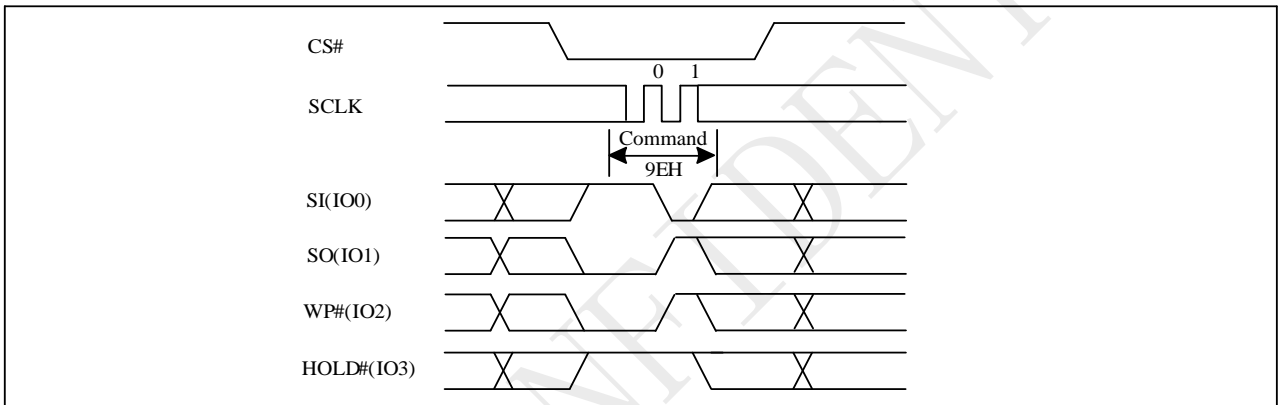 CS#
0 1
SCLK
Command
9EH
SI(IO0)
SO(IO1)
WP#(IO2)
HOLD#(IO3)